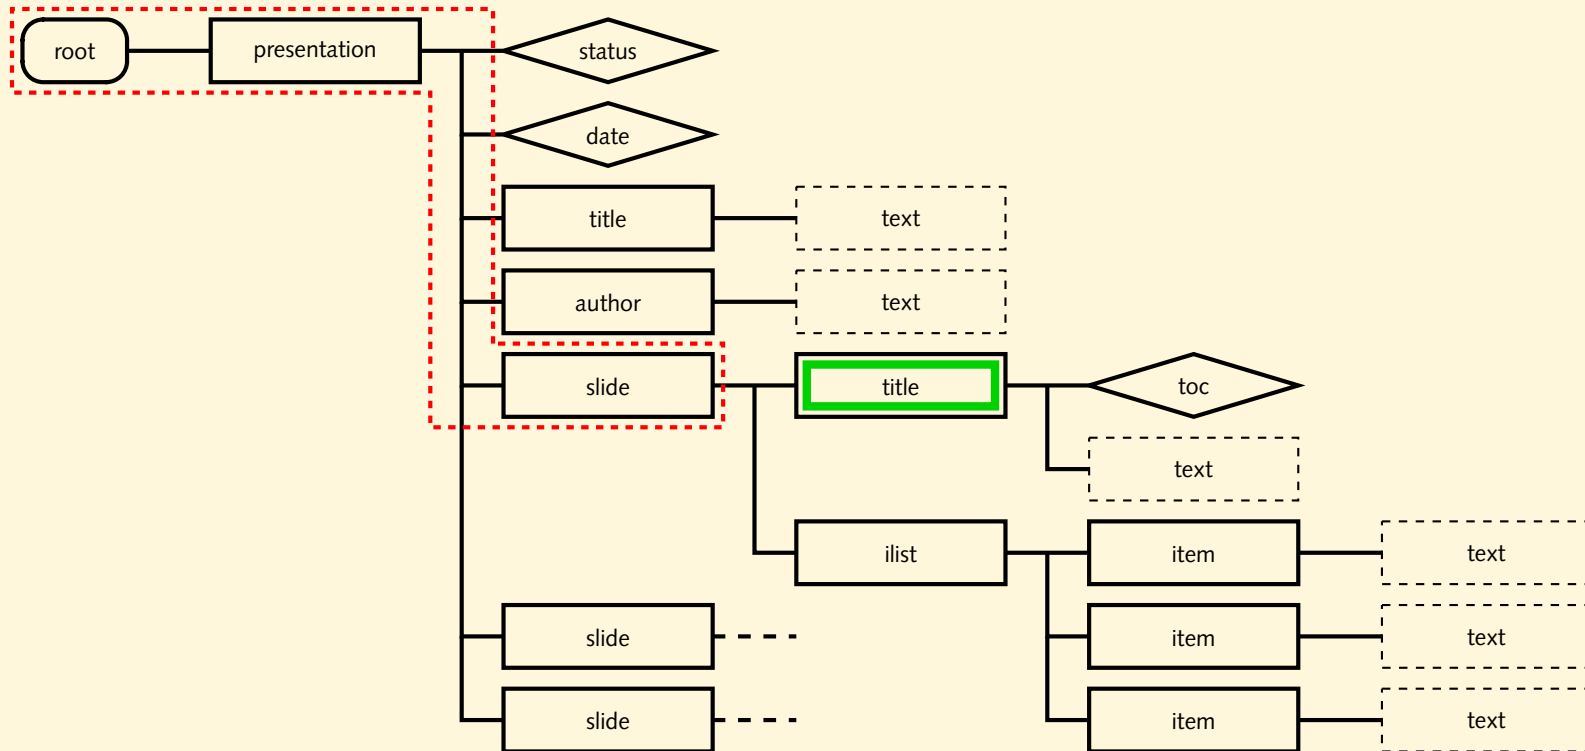 root presentation status
date
title text
author text
slide title toc
text
ilist item text
slide item text
slide item text